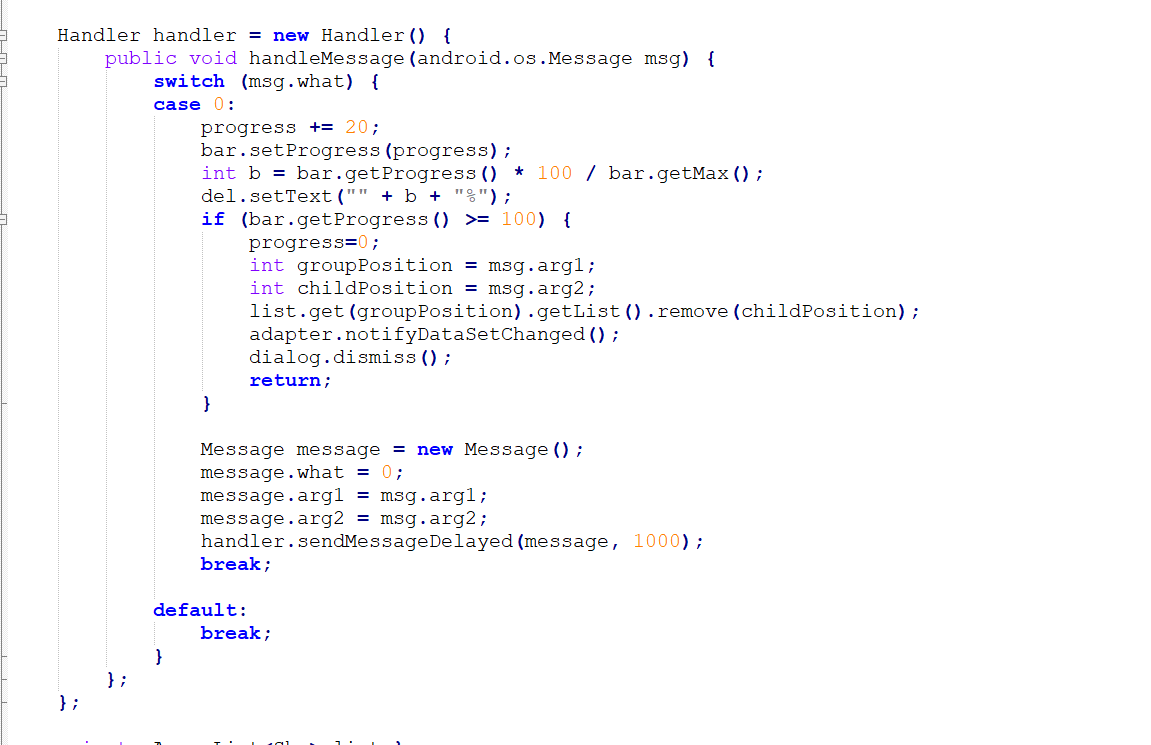 Handler handler = new Handler() {
public void handleMessage(android.os.Message msg) {
switch (msg.what) {
case 0:
progress += 20;
bar.setProgress(progress);
int b = bar.getProgress() * 100 / bar.getMax();
del.setText("" + b + "%");
if (bar.getProgress() >= 100) {
progress=0;
int groupPosition = msg.arg1;
int childPosition = msg.arg2;
list.get(groupPosition).getList().remove(childPosition);
adapter.notifyDataSetChanged();
dialog.dismiss();
return;
}
Message message = new Message();
message.what = 0;
message.arg1 = msg.arg1;
message.arg2 = msg.arg2;
handler.sendMessageDelayed(message, 1000);
break;
default:
break;
}
};
};